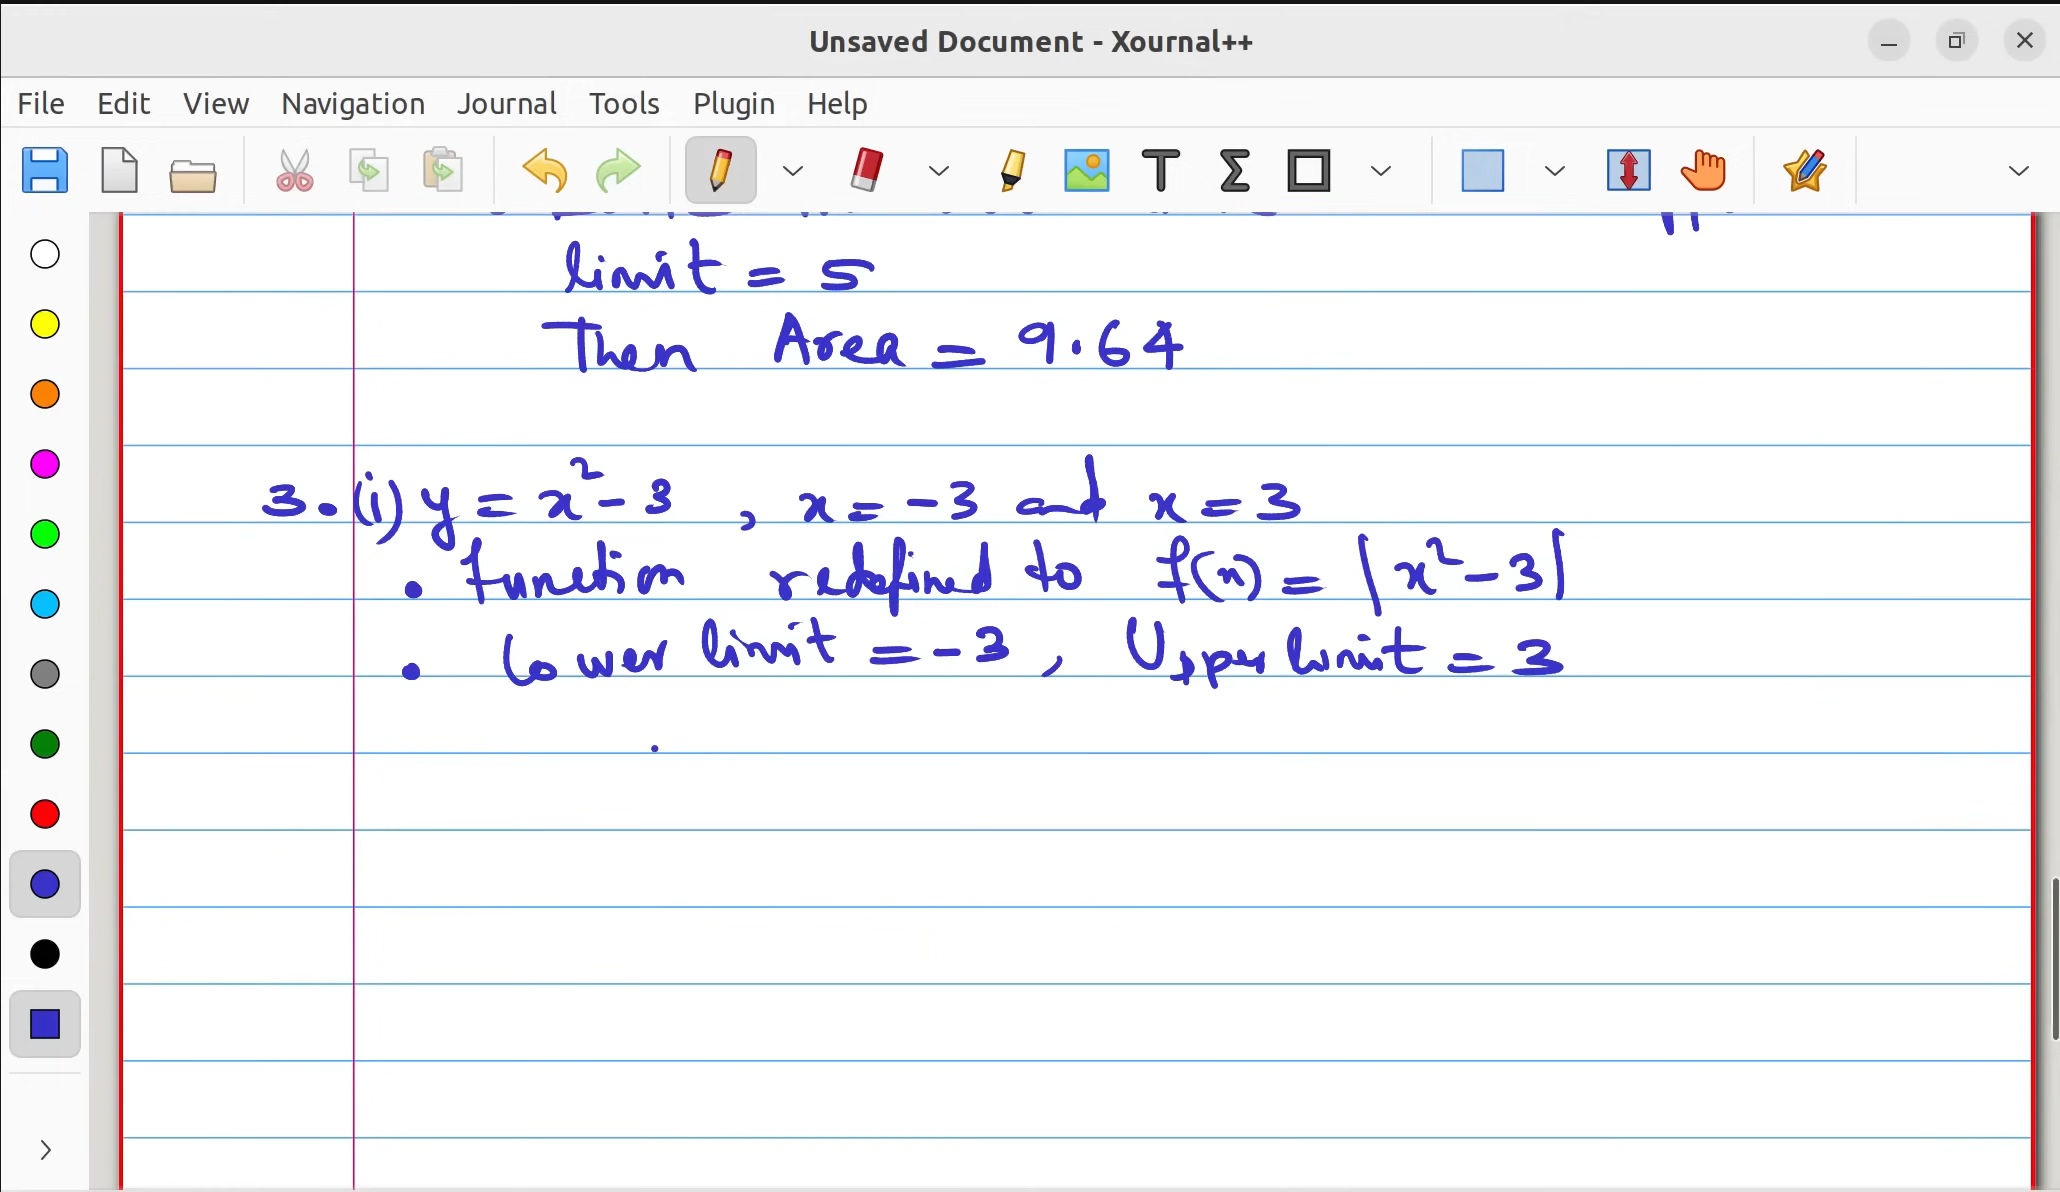 Unsaved Document - Xournal++
File Edit View Navigation Journal Tools Plugin Help
limit = 5
Then Area = 9.64
3. (i) y = x² - 3 , x = -3 and x = 3
• function redefined to f(x) = |x² - 3|
• Lower limit = -3, Upper limit = 3